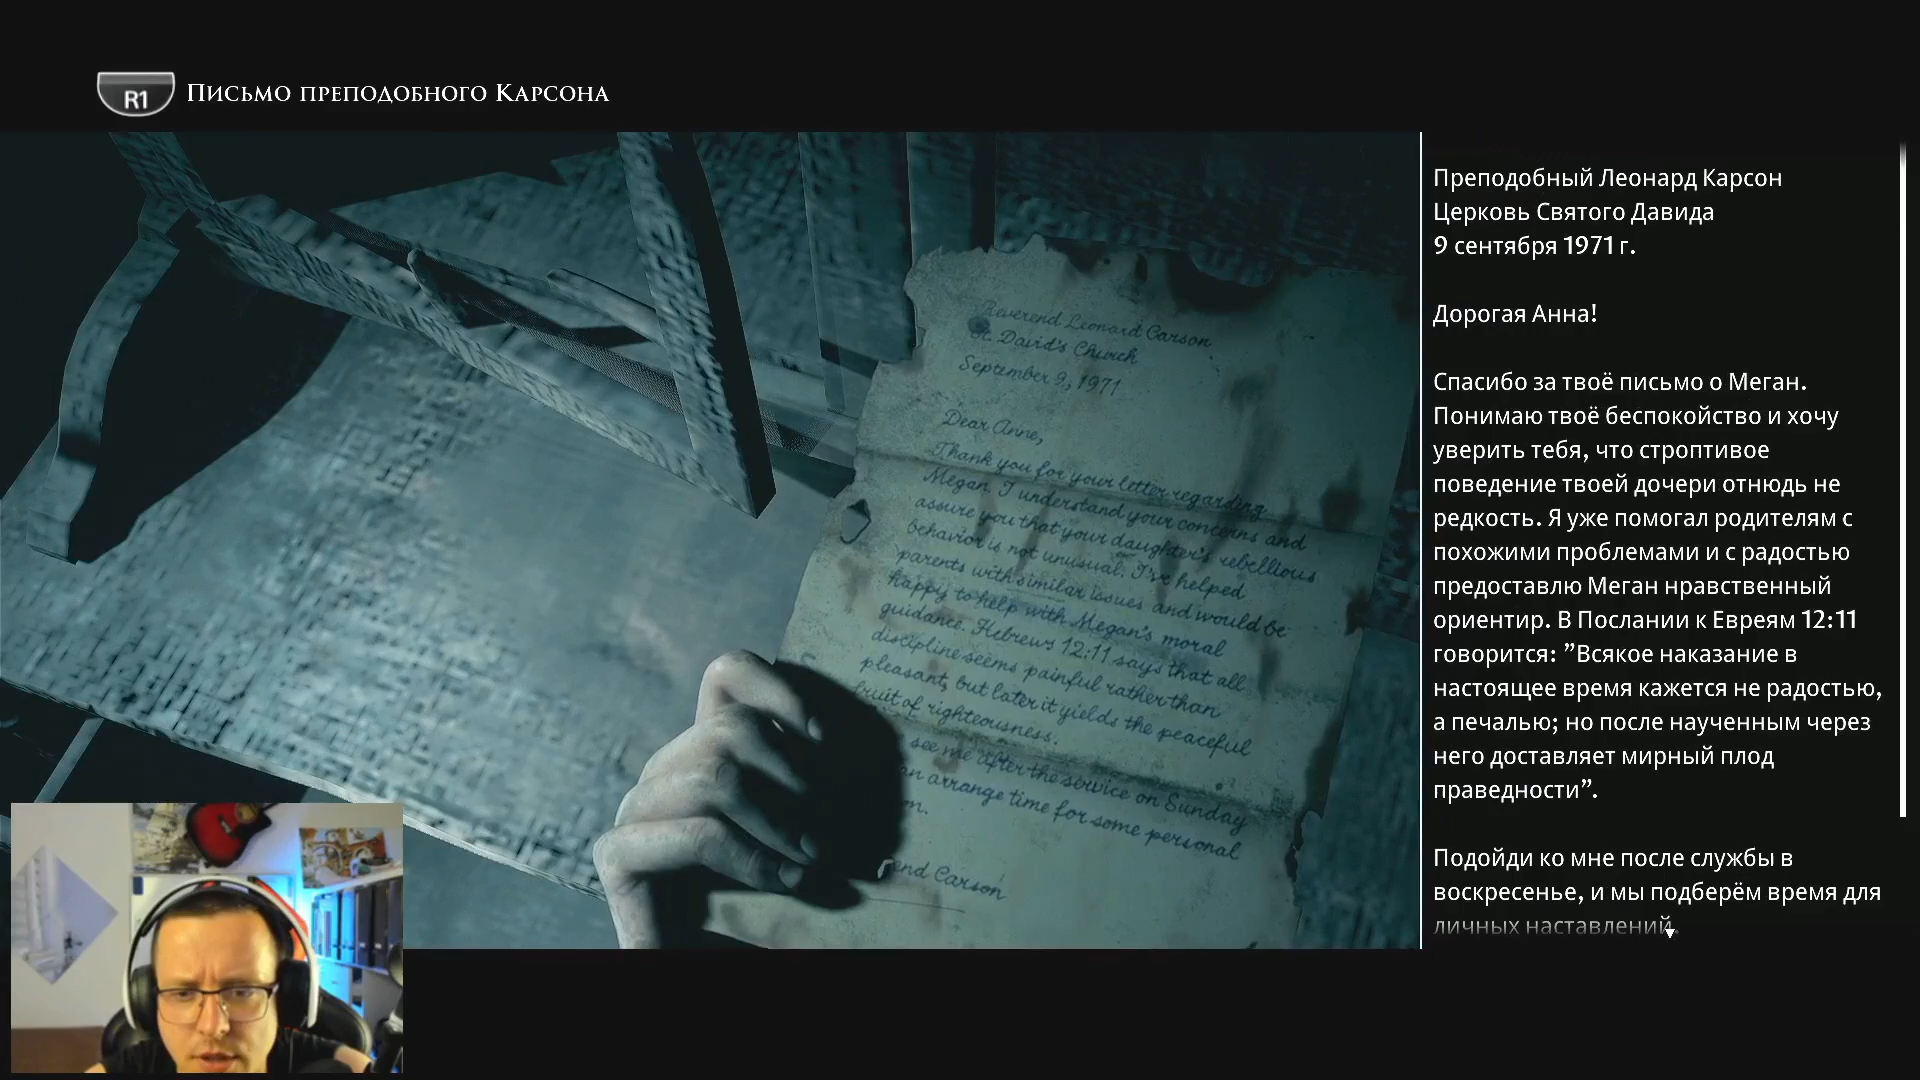 R1 Письмо преподобного Карсона
Reverend Leonard Carson
St. David's Church
September 9, 1971
Dear Anne,
Thank you for your letter regarding
Megan. I understand your concerns and
assure you that your daughter's rebellious
behavior is not unusual. I've helped
parents with similar issues and would be
happy to help with Megan's moral
guidance. Hebrews 12:11 says that all
discipline seems painful rather than
pleasant, but later it yields the peaceful
fruit of righteousness.
see me after the service on Sunday
an arrange time for some personal
end Carson
Преподобный Леонард Карсон
Церковь Святого Давида
9 сентября 1971 г.
Дорогая Анна!
Спасибо за твоё письмо о Меган.
Понимаю твоё беспокойство и хочу
уверить тебя, что строптивое
поведение твоей дочери отнюдь не
редкость. Я уже помогал родителям с
похожими проблемами и с радостью
предоставлю Меган нравственный
ориентир. В Послании к Евреям 12:11
говорится: ”Всякое наказание в
настоящее время кажется не радостью,
а печалью; но после наученным через
него доставляет мирный плод
праведности”.
Подойди ко мне после службы в
воскресенье, и мы подберём время для
личных наставлений.